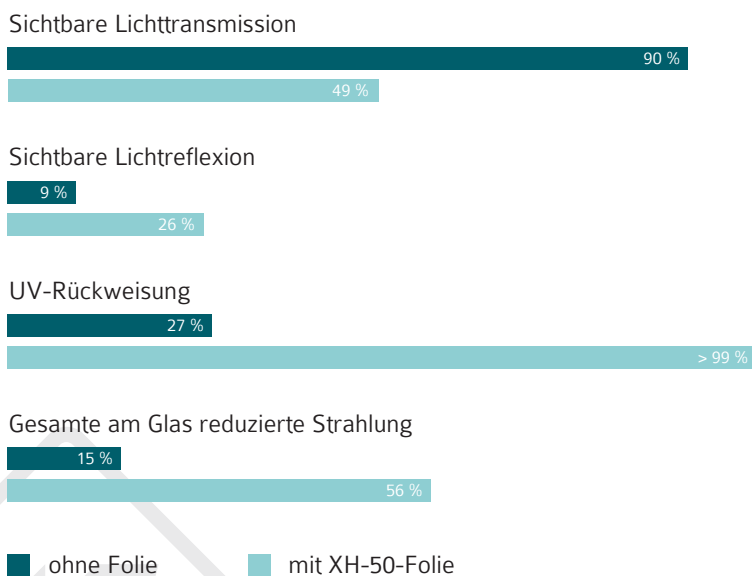 Sichtbare Lichttransmission
90 %
49 %
Sichtbare Lichtreflexion
9 %
26 %
UV-Rückweisung
27 %
> 99 %
Gesamte am Glas reduzierte Strahlung
15 %
56 %
ohne Folie mit XH-50-Folie